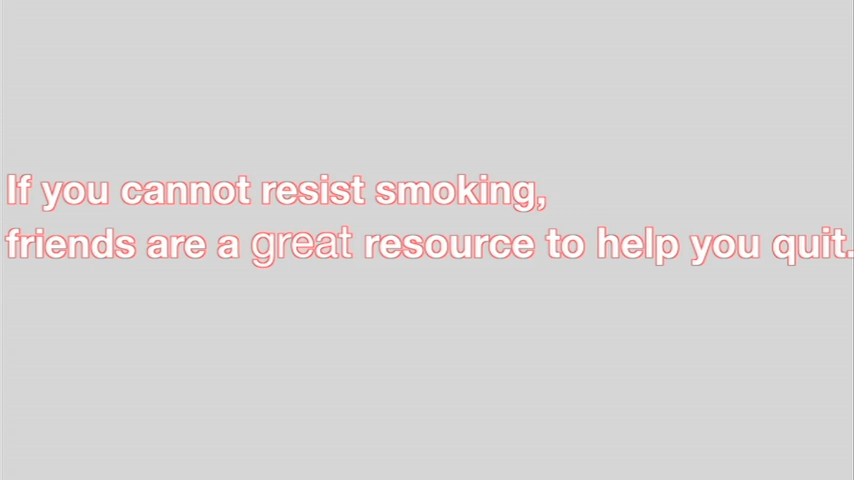 If you cannot resist smoking,
friends are a great resource to help you quit.